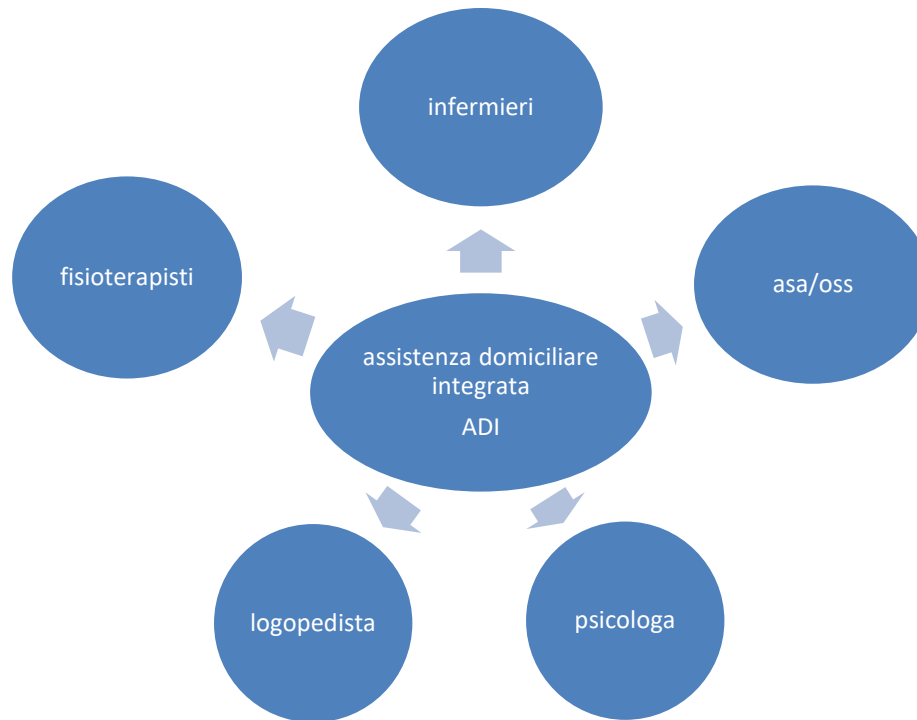 infermieri
fisioterapisti
asa/oss
assistenza domiciliare
integrata
ADI
logopedista
psicologa